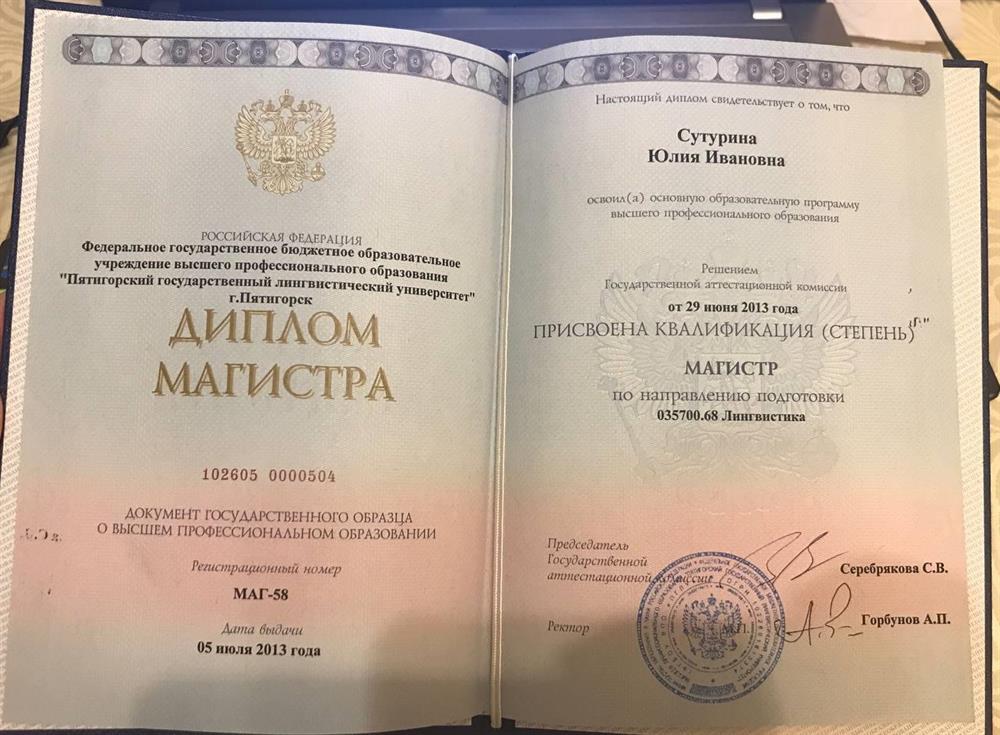 РОССИЙСКАЯ ФЕДЕРАЦИЯ
Федеральное государственное бюджетное образовательное
учреждение высшего профессионального образования
"Пятигорский государственный лингвистический университет"
г.Пятигорск
ДИПЛОМ
МАГИСТРА
102605 0000504
ДОКУМЕНТ ГОСУДАРСТВЕННОГО ОБРАЗЦА
О ВЫСШЕМ ПРОФЕССИОНАЛЬНОМ ОБРАЗОВАНИИ
Регистрационный номер
МАГ-58
Дата выдачи
05 июля 2013 года
Настоящий диплом свидетельствует о том, что
Сутурина
Юлия Ивановна
освоил(а) основную образовательную программу
высшего профессионального образования
Решением
Государственной аттестационной комиссии
от 29 июня 2013 года
ПРИСВОЕНА КВАЛИФИКАЦИЯ (СТЕПЕНЬ)
МАГИСТР
по направлению подготовки
035700.68 Лингвистика
Председатель
Государственной
аттестационной комиссии
Серебрякова С.В.
Ректор
М.П.
Горбунов А.П.